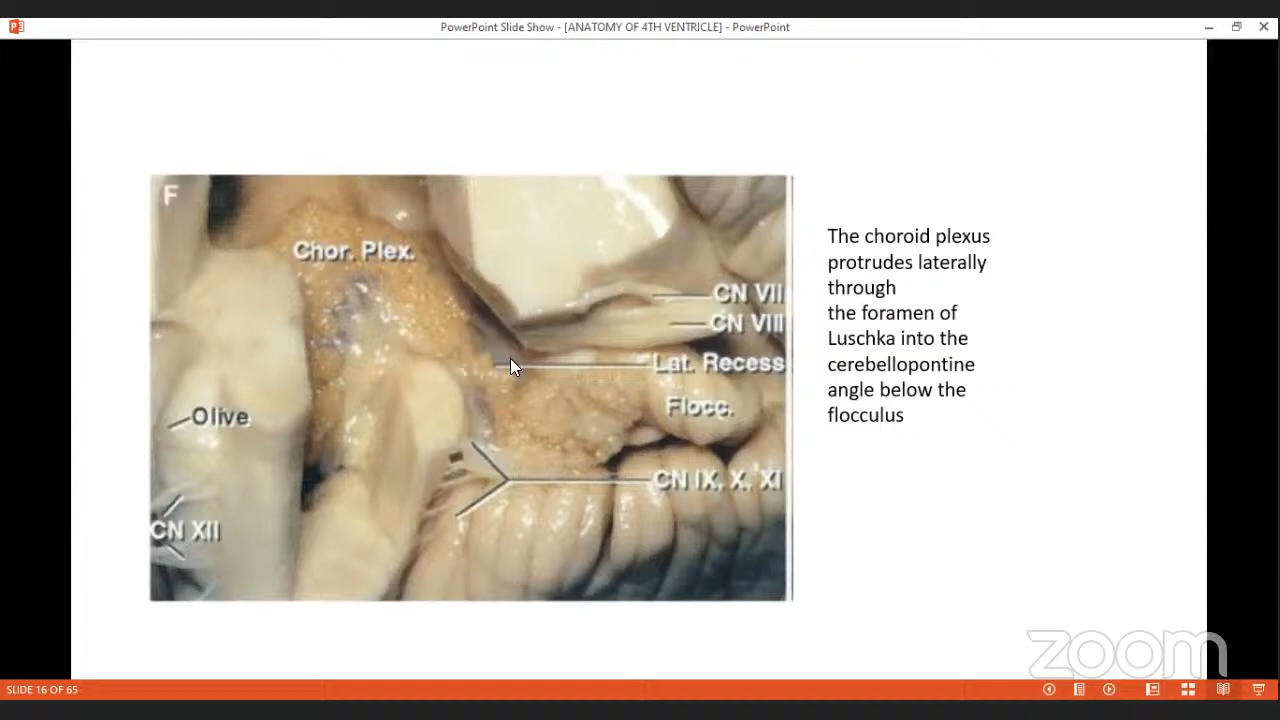 PowerPoint Slide Show - [ANATOMY OF 4TH VENTRICLE] - PowerPoint
F
Chor. Plex.
CN VII
CN VIII
Lat. Recess
Flocc.
Olive
CN IX, X, XI
CN XII
The choroid plexus
protrudes laterally
through
the foramen of
Luschka into the
cerebellopontine
angle below the
flocculus
zoom
SLIDE 16 OF 65